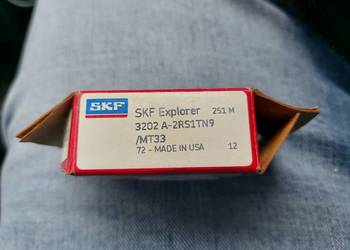 SKF
SKF Explorer 251 M
3202 A-2RS1TN9
/MT33
72 - MADE IN USA 12